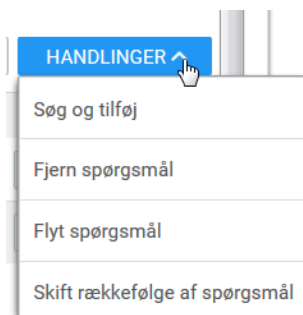 HANDLINGER
Søg og tilføj
Fjern spørgsmål
Flyt spørgsmål
Skift rækkefølge af spørgsmål